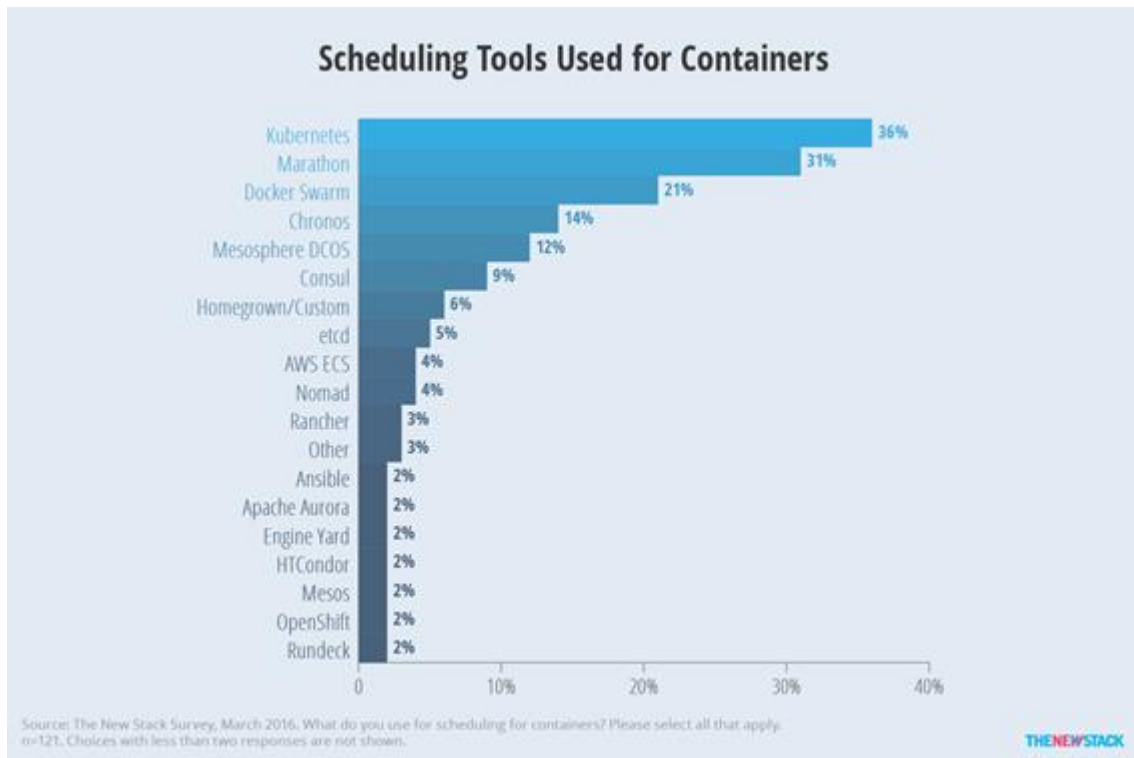 Scheduling Tools Used for Containers
Kubernetes 36%
Marathon 31%
Docker Swarm 21%
Chronos 14%
Mesosphere DCOS 12%
Consul 9%
Homegrown/Custom 6%
etcd 5%
AWS ECS 4%
Nomad 4%
Rancher 3%
Other 3%
Ansible 2%
Apache Aurora 2%
Engine Yard 2%
HTCondor 2%
Mesos 2%
OpenShift 2%
Rundeck 2%
0 10% 20% 30% 40%
Source: The New Stack Survey, March 2016. What do you use for scheduling for containers? Please select all that apply.
n=121. Choices with less than two responses are not shown.
THENEWSTACK